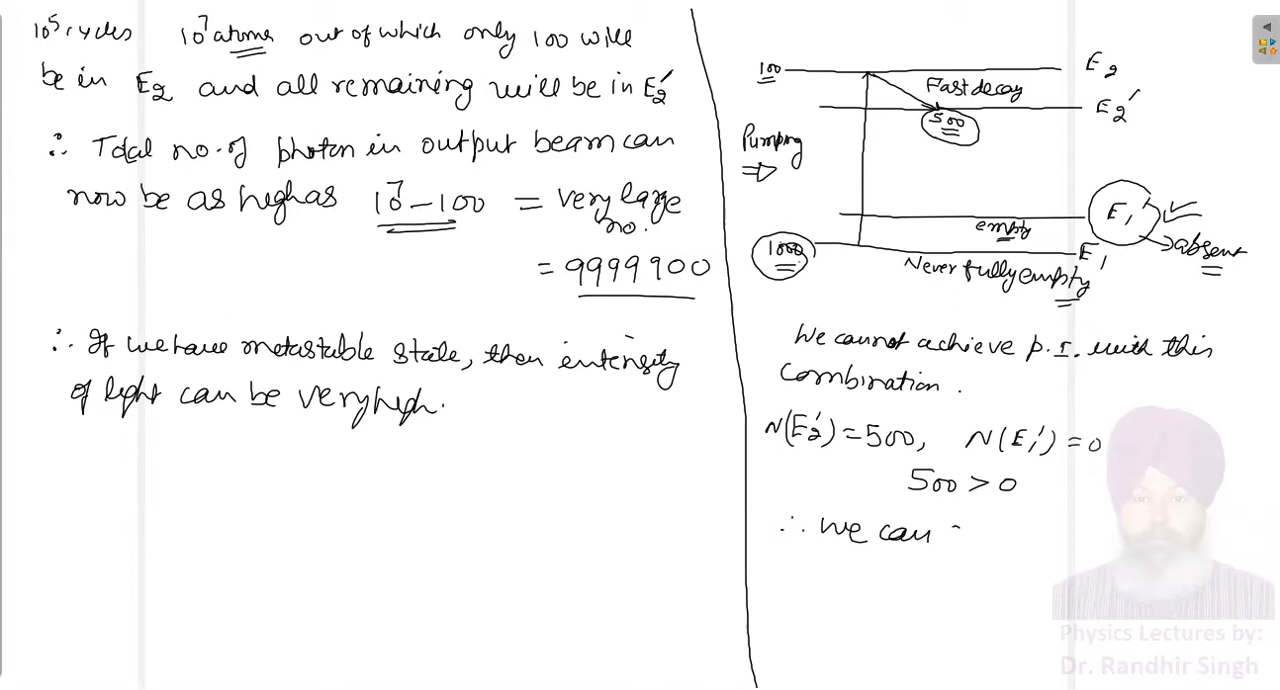 10⁵ cycles 10⁷ atoms out of which only 100 will
be in E₂ and all remaining will be in E₂′
∴ Total no. of photon in output beam can
now be as high as 10⁷ – 100 = very large
no.
= 9999900
∴ If we have metastable state, then intensity
of light can be very high.
100 E₂
Fast decay
E₂′
500
Pumping
⇒
E₁′
empty
absent
1000
E₁
Never fully empty
We cannot achieve P.I. with this
combination.
N(E₂′) = 500, N(E₁′) = 0
500 > 0
∴ We can
Physics Lectures by:
Dr. Randhir Singh